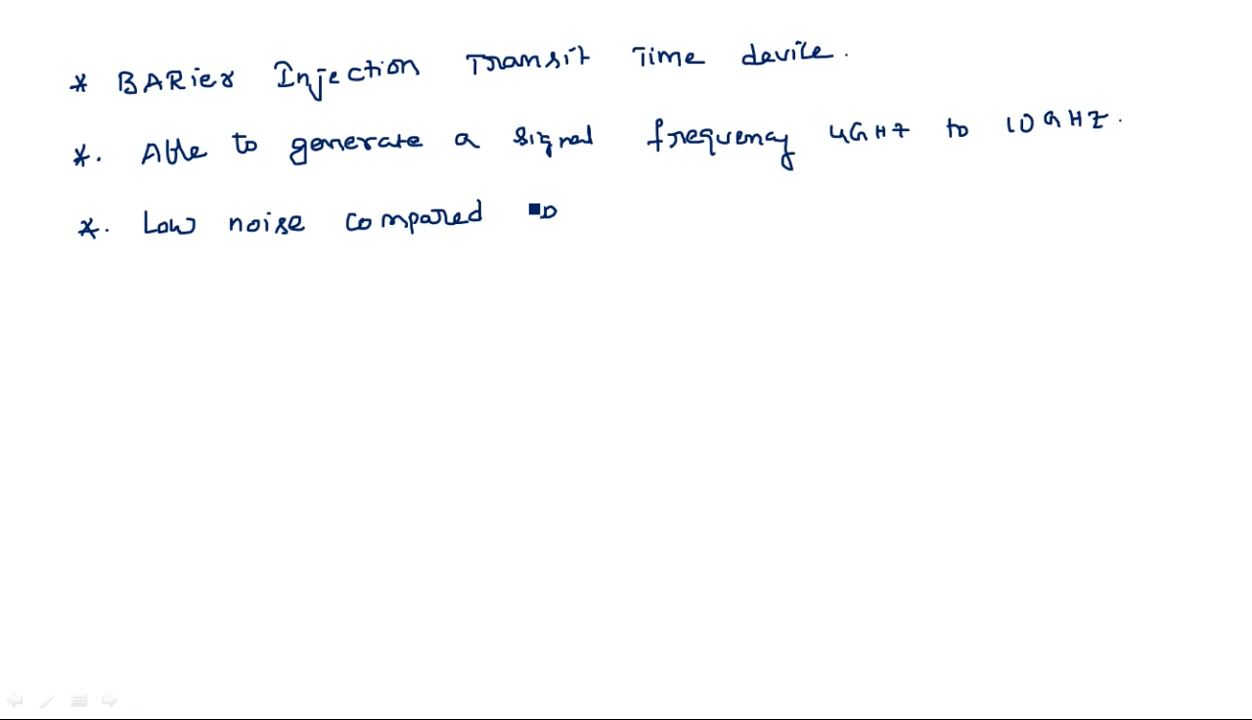 * BARier Injection Transit Time device.
*. Able to generate a signal frequency 4GHz to 10GHz.
*. Low noise compared